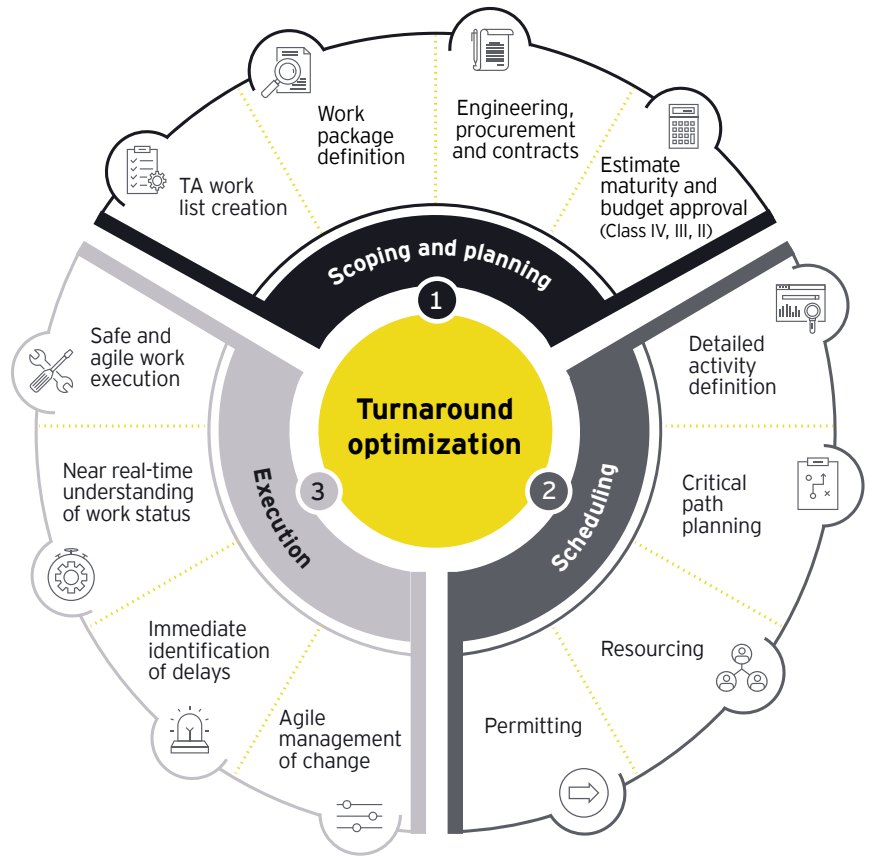 Turnaround
optimization
1
Scoping and planning
TA work
list creation
Work
package
definition
Engineering,
procurement
and contracts
Estimate
maturity and
budget approval
(Class IV, III, II)
2
Scheduling
Detailed
activity
definition
Critical
path
planning
Resourcing
Permitting
3
Execution
Agile
management
of change
Immediate
identification
of delays
Near real-time
understanding
of work status
Safe and
agile work
execution